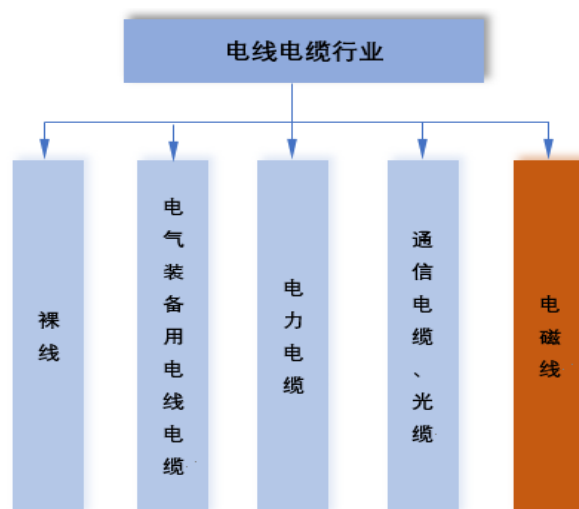 电线电缆行业
裸线
电气装备用电线电缆
电力电缆
通信电缆、光缆
电磁线